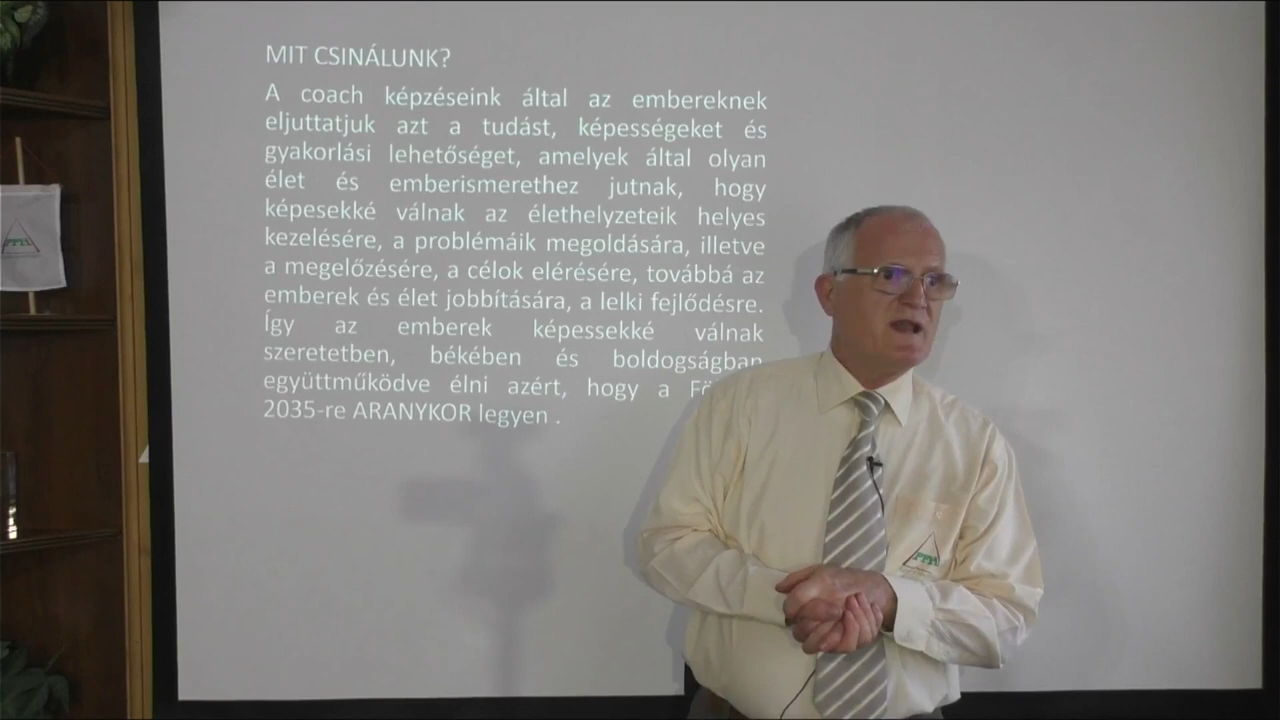 MIT CSINÁLUNK?
A coach képzéseink által az embereknek
eljuttatjuk azt a tudást, képességeket és
gyakorlási lehetőséget, amelyek által olyan
élet és emberismerethez jutnak, hogy
képesekké válnak az élethelyzeteik helyes
kezelésére, a problémáik megoldására, illetve
a megelőzésére, a célok elérésére, továbbá az
emberek és élet jobbítására, a lelki fejlődésre.
Így az emberek képessekké válnak
szeretetben, békében és boldogságban
együttműködve élni azért, hogy a
2035-re ARANYKOR legyen .